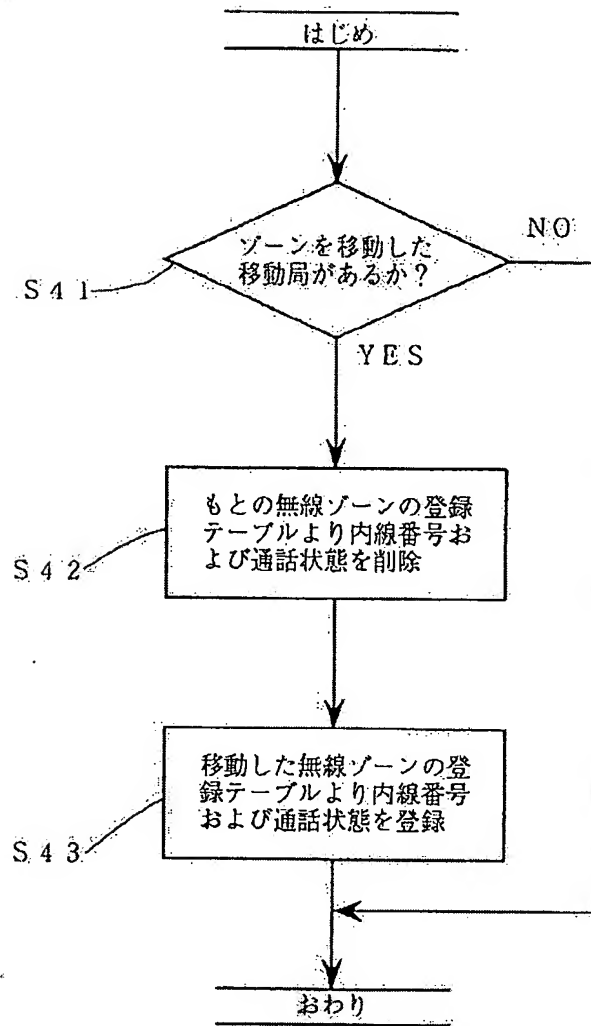 はじめ
ゾーンを移動した
移動局があるか?
NO
S41
YES
もとの無線ゾーンの登録
テーブルより内線番号お
よび通話状態を削除
S42
移動した無線ゾーンの登
録テーブルより内線番号
および通話状態を登録
S43
おわり